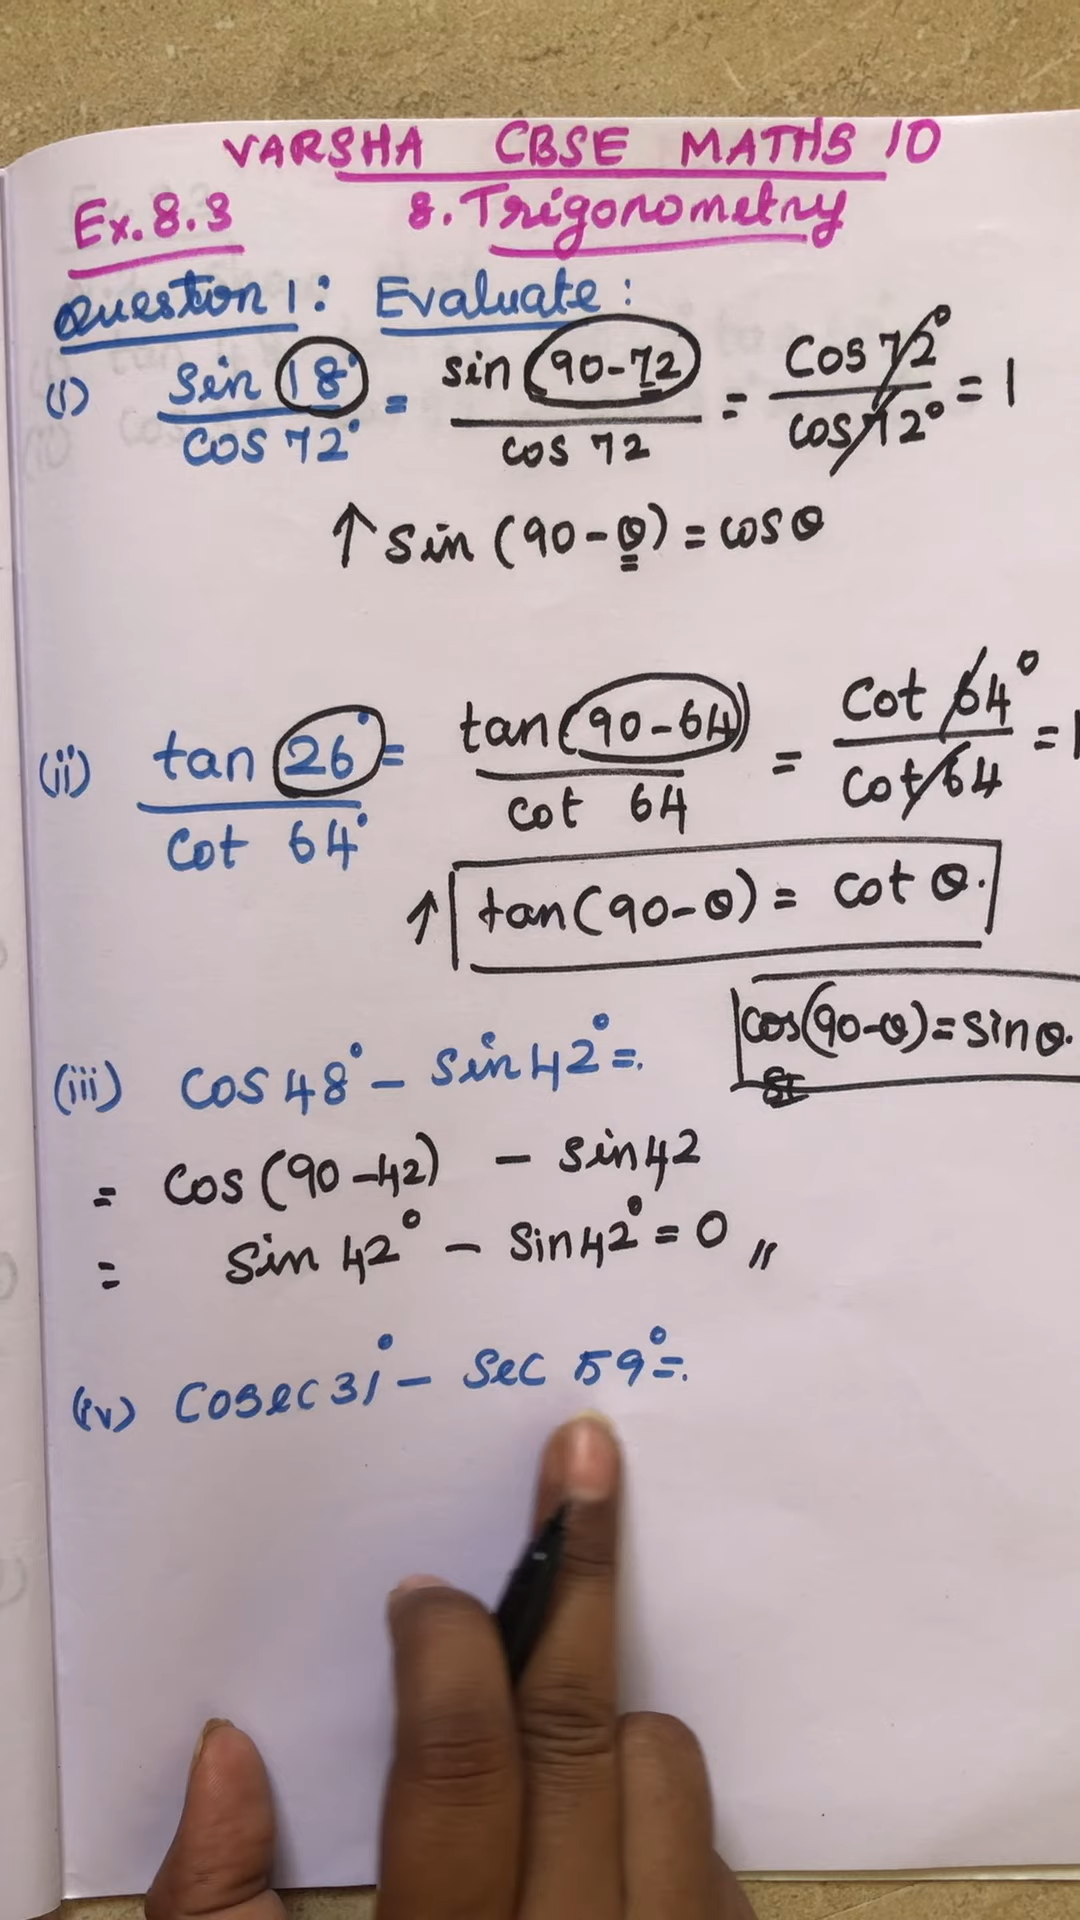 VARSHA CBSE MATHS 10
Ex.8.3 8. Trigonometry
Question 1: Evaluate:
(i) sin 18° / cos 72° = sin (90-72) / cos 72 = cos 72° / cos 72° = 1
↑ sin (90-θ) = cos θ
(ii) tan 26° / cot 64° = tan (90-64) / cot 64 = cot 64° / cot 64 = 1
↑ tan (90-θ) = cot θ.
cos(90-θ)=sin θ.
(iii) cos 48° - sin 42° =.
= cos (90-42) - sin 42
= sin 42° - sin 42° = 0 〃
(iv) cosec 31° - sec 59° =.